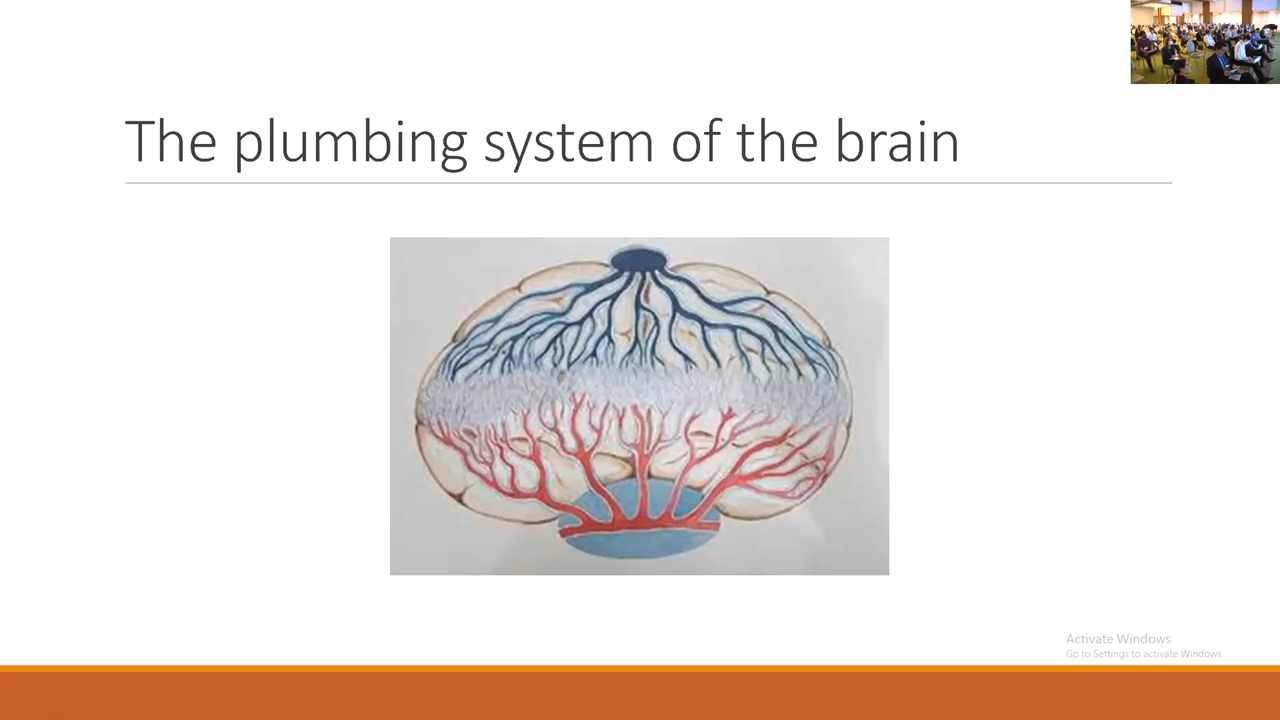 The plumbing system of the brain
Activate Windows
Go to Settings to activate Windows.